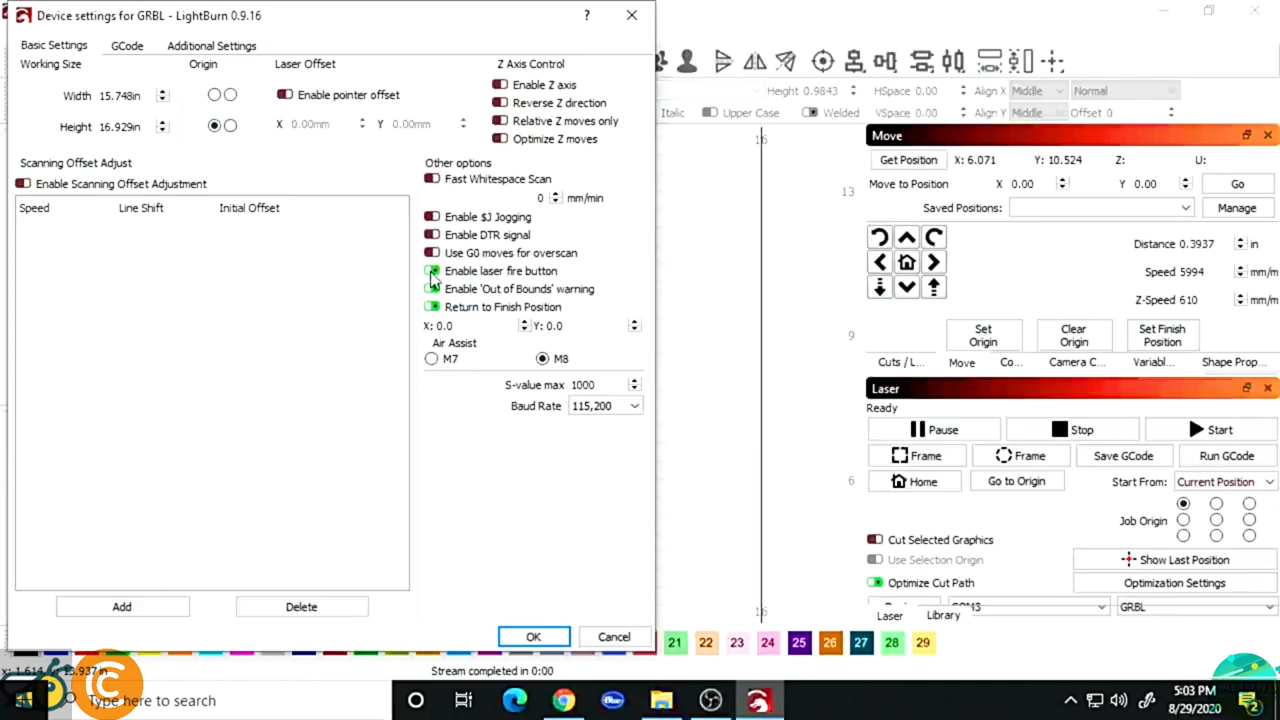 Device settings for GRBL - LightBurn 0.9.16
?
Basic Settings GCode Additional Settings
Working Size Origin Laser Offset Z Axis Control
Width 15.748in
Height 16.929in
Enable pointer offset
X 0.00mm Y 0.00mm
Enable Z axis
Reverse Z direction
Relative Z moves only
Optimize Z moves
Scanning Offset Adjust
Enable Scanning Offset Adjustment
Speed Line Shift Initial Offset
Add Delete
Other options
Fast Whitespace Scan
0 mm/min
Enable $J Jogging
Enable DTR signal
Use G0 moves for overscan
Enable laser fire button
Enable 'Out of Bounds' warning
Return to Finish Position
X: 0.0 Y: 0.0
Air Assist
M7 M8
S-value max 1000
Baud Rate 115,200
OK Cancel
Height 0.9843 HSpace 0.00 Align X Middle Normal
Italic Upper Case Welded VSpace 0.00 Align Y Middle Offset 0
16
13
9
6
16
Move
Get Position X: 6.071 Y: 10.524 Z: U:
Move to Position X 0.00 Y 0.00 Go
Saved Positions: Manage
Distance 0.3937 in
Speed 5994 mm/m
Z-Speed 610 mm/m
Set Origin
Clear Origin
Set Finish Position
Cuts / L... Move Co... Camera C... Variabl... Shape Prop...
Laser
Ready
Pause Stop Start
Frame Frame Save GCode Run GCode
Home Go to Origin Start From: Current Position
Job Origin
Cut Selected Graphics
Use Selection Origin Show Last Position
Optimize Cut Path Optimization Settings
COM3 GRBL
Laser Library
21 22 23 24 25 26 27 28 29
x: 1.614, 13.937 in Stream completed in 0:00
Type here to search
5:03 PM
8/29/2020
2